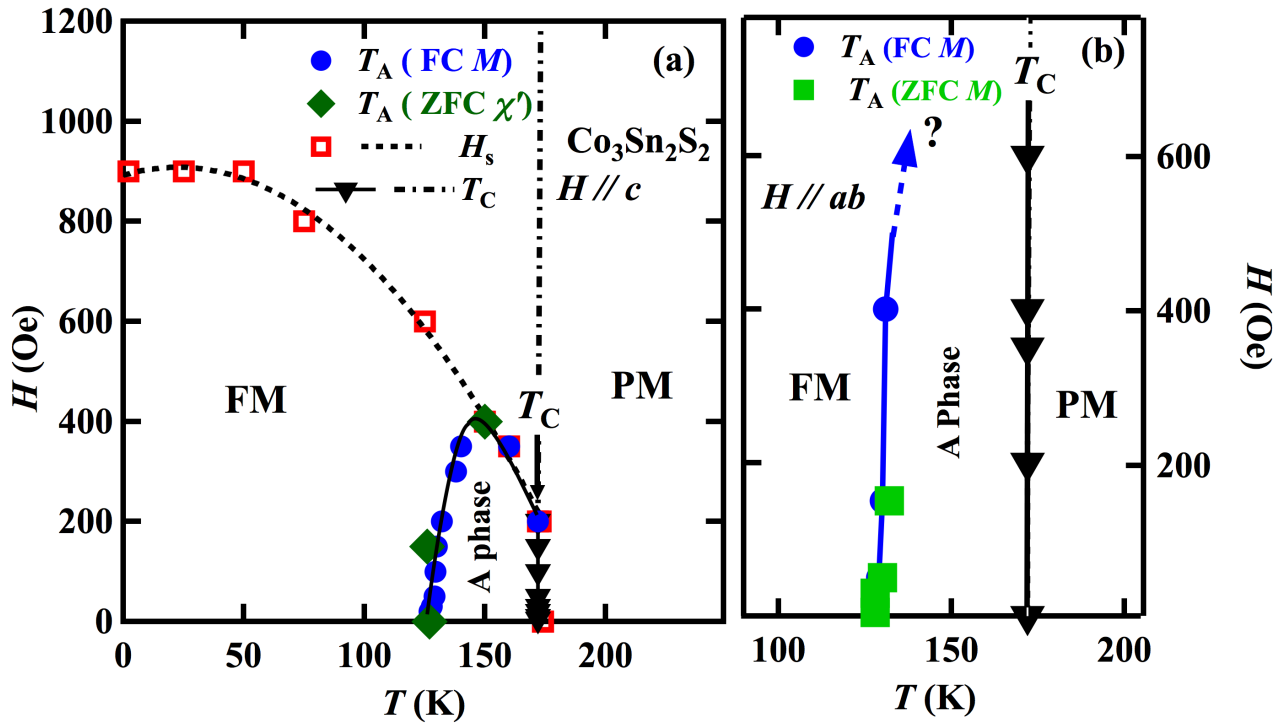 1200
1000
800
600
400
200
0
H (Oe)
0
50
100
150
200
T (K)
(a)
TA ( FC M)
TA ( ZFC χ′)
Hs
TC
Co3Sn2S2
H // c
FM
A phase
TC
PM
(b)
TA (FC M)
TA (ZFC M)
TC
?
H // ab
FM
A Phase
PM
600
400
200
H (Oe)
100
150
200
T (K)